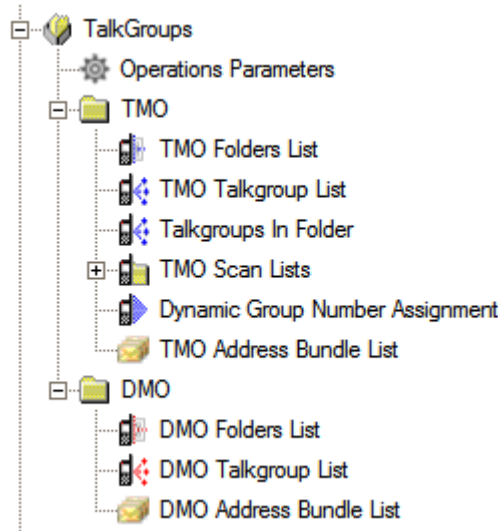 TalkGroups
Operations Parameters
TMO
TMO Folders List
TMO Talkgroup List
Talkgroups In Folder
TMO Scan Lists
Dynamic Group Number Assignment
TMO Address Bundle List
DMO
DMO Folders List
DMO Talkgroup List
DMO Address Bundle List